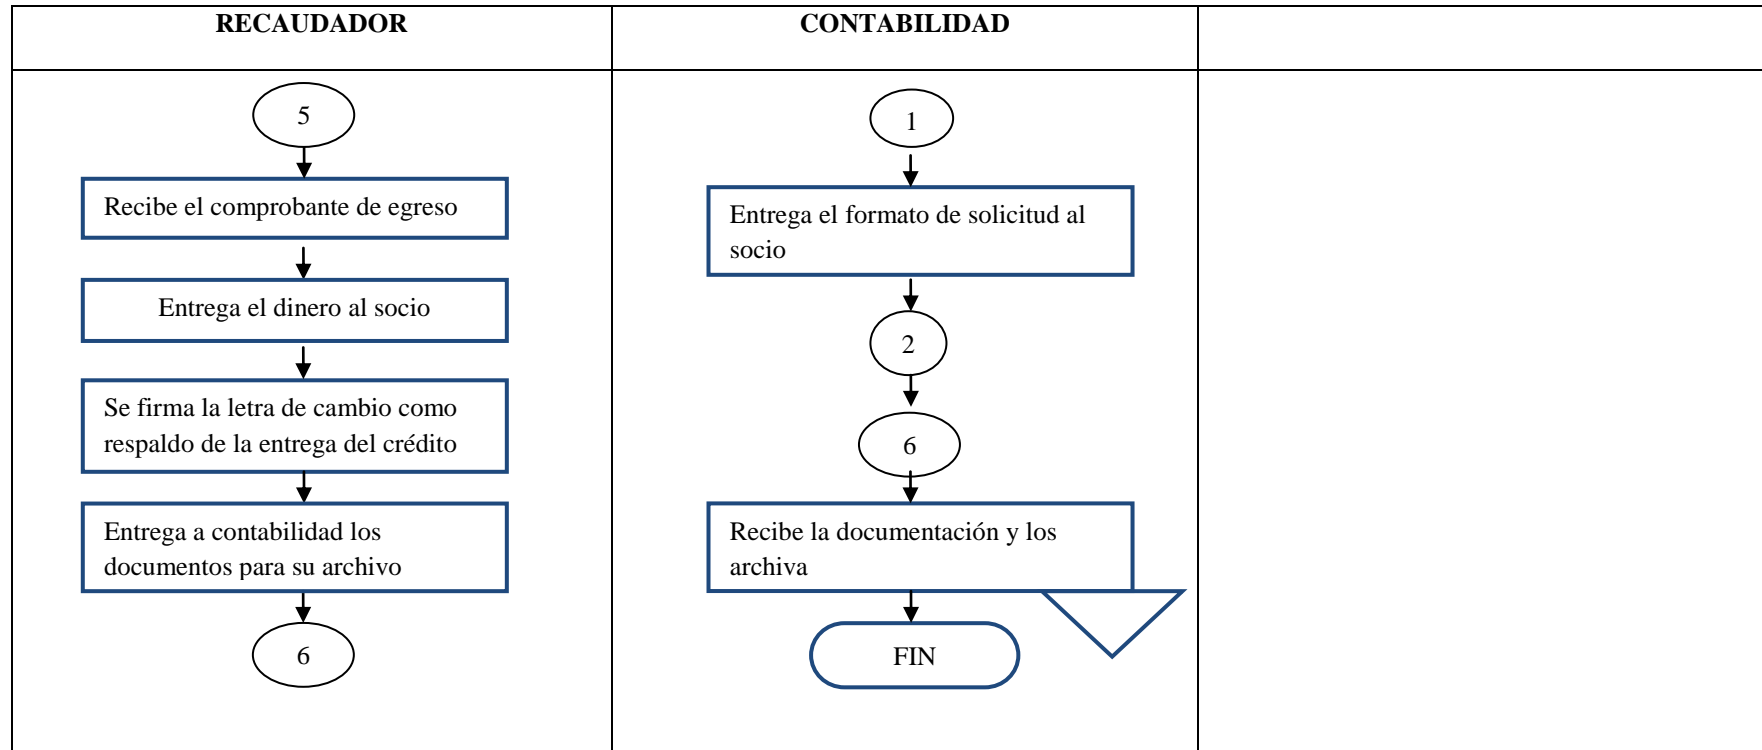 RECAUDADOR
CONTABILIDAD
5
Recibe el comprobante de egreso
Entrega el dinero al socio
Se firma la letra de cambio como
respaldo de la entrega del crédito
Entrega a contabilidad los
documentos para su archivo
6
1
Entrega el formato de solicitud al
socio
2
6
Recibe la documentación y los
archiva
FIN